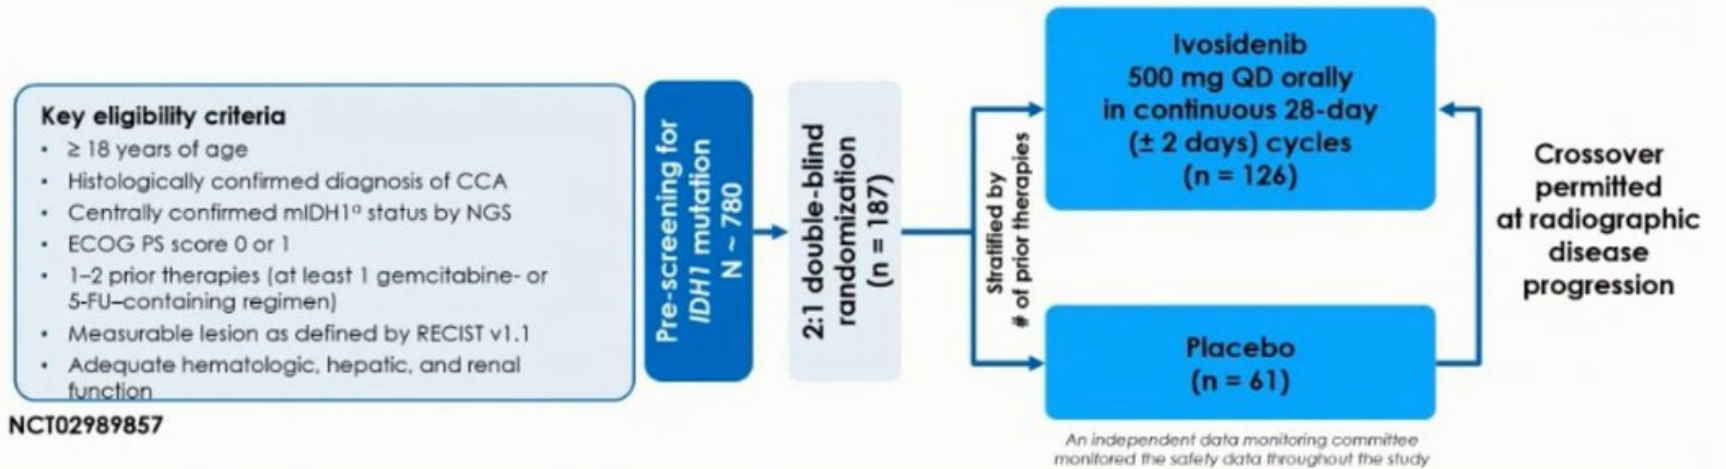 Key eligibility criteria
• ≥ 18 years of age
• Histologically confirmed diagnosis of CCA
• Centrally confirmed mIDH1ᵃ status by NGS
• ECOG PS score 0 or 1
• 1–2 prior therapies (at least 1 gemcitabine- or
5-FU–containing regimen)
• Measurable lesion as defined by RECIST v1.1
• Adequate hematologic, hepatic, and renal
function
NCT02989857
Pre-screening for
IDH1 mutation
N ~ 780
2:1 double-blind
randomization
(n = 187)
Stratified by
# of prior therapies
Ivosidenib
500 mg QD orally
in continuous 28-day
(± 2 days) cycles
(n = 126)
Placebo
(n = 61)
An independent data monitoring committee
monitored the safety data throughout the study
Crossover
permitted
at radiographic
disease
progression